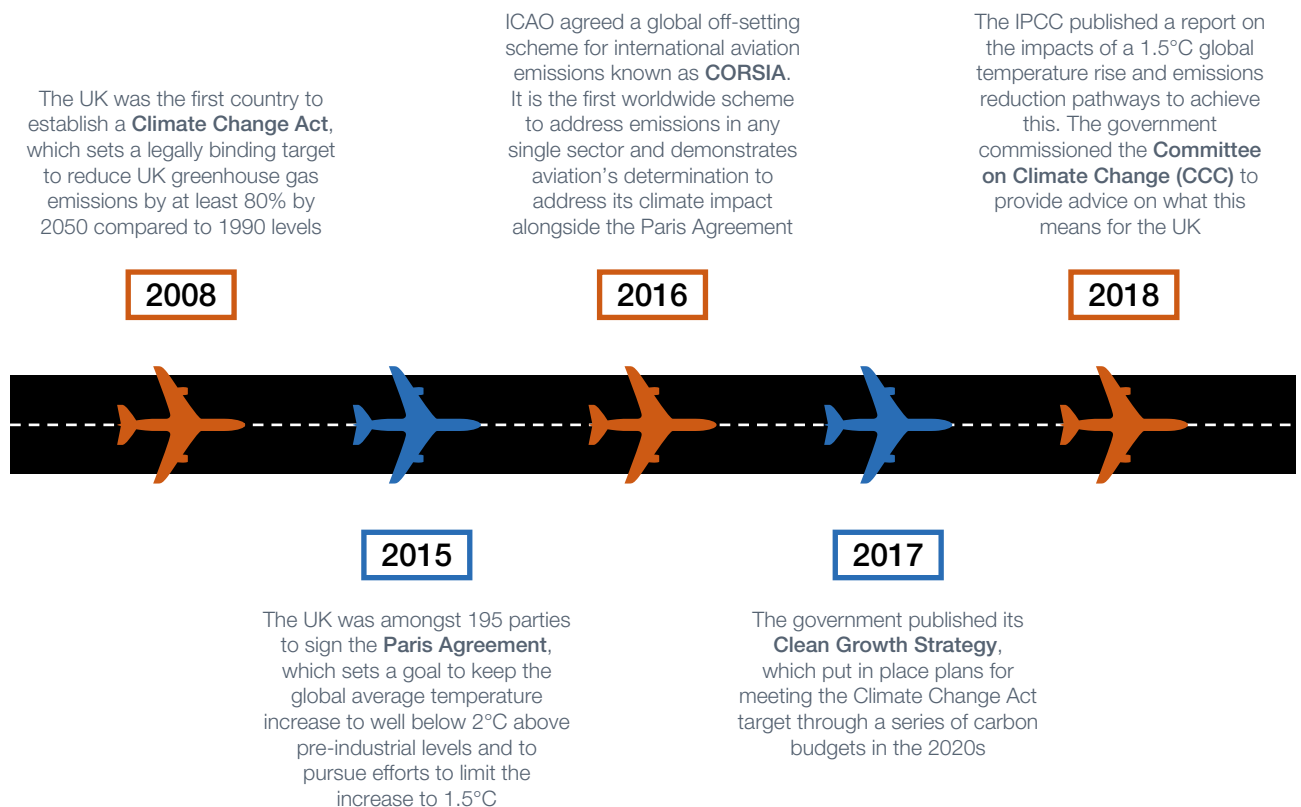 The UK was the first country to
establish a Climate Change Act,
which sets a legally binding target
to reduce UK greenhouse gas
emissions by at least 80% by
2050 compared to 1990 levels
2008
ICAO agreed a global off-setting
scheme for international aviation
emissions known as CORSIA.
It is the first worldwide scheme
to address emissions in any
single sector and demonstrates
aviation’s determination to
address its climate impact
alongside the Paris Agreement
2016
The IPCC published a report on
the impacts of a 1.5°C global
temperature rise and emissions
reduction pathways to achieve
this. The government
commissioned the Committee
on Climate Change (CCC) to
provide advice on what this
means for the UK
2018
2015
The UK was amongst 195 parties
to sign the Paris Agreement,
which sets a goal to keep the
global average temperature
increase to well below 2°C above
pre-industrial levels and to
pursue efforts to limit the
increase to 1.5°C
2017
The government published its
Clean Growth Strategy,
which put in place plans for
meeting the Climate Change Act
target through a series of carbon
budgets in the 2020s